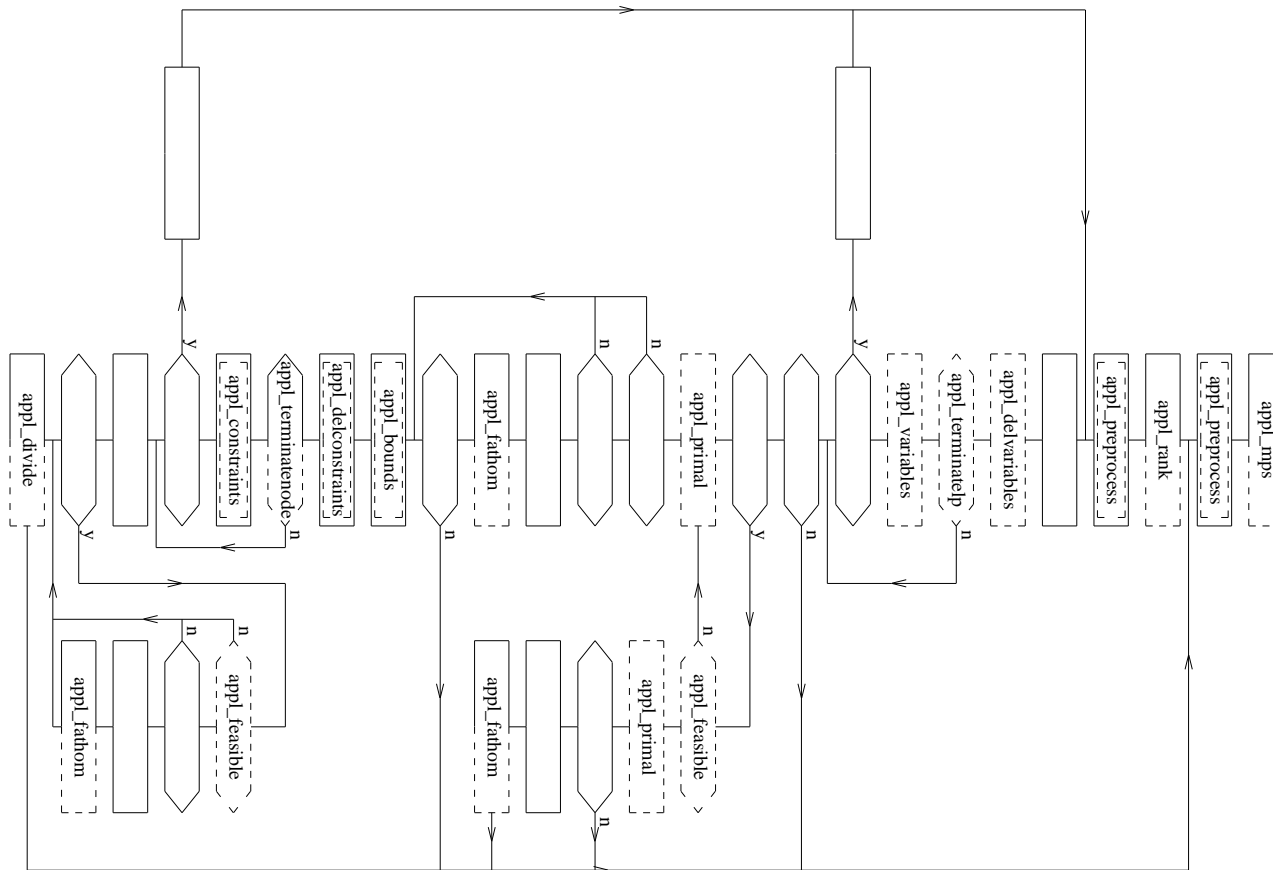 appl_mps
appl_preprocess
appl_rank
appl_preprocess
appl_delvariables
appl_terminatelp
n
appl_variables
y
n
y
appl_primal
n
n
appl_fathom
n
appl_bounds
appl_delconstraints
appl_terminatenode
n
appl_constraints
y
y
appl_divide
n
appl_feasible
appl_primal
n
appl_fathom
n
appl_feasible
n
appl_fathom